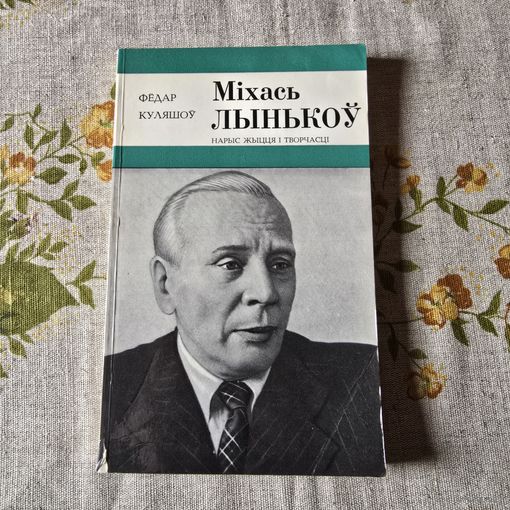 ФЁДАР
КУЛЯШОЎ
Міхась
ЛЫНЬКОЎ
НАРЫС ЖЫЦЦЯ І ТВОРЧАСЦІ